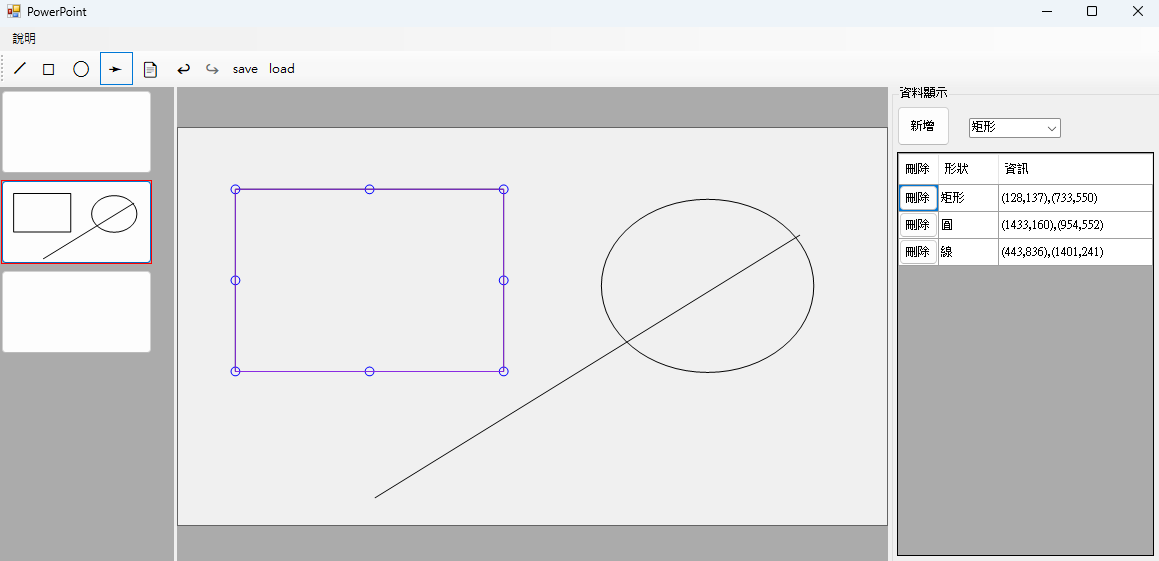 PowerPoint
說明
save load
資料顯示
新增 矩形
刪除 形狀 資訊
刪除 矩形 (128,137),(733,550)
刪除 圓 (1433,160),(954,552)
刪除 線 (443,836),(1401,241)